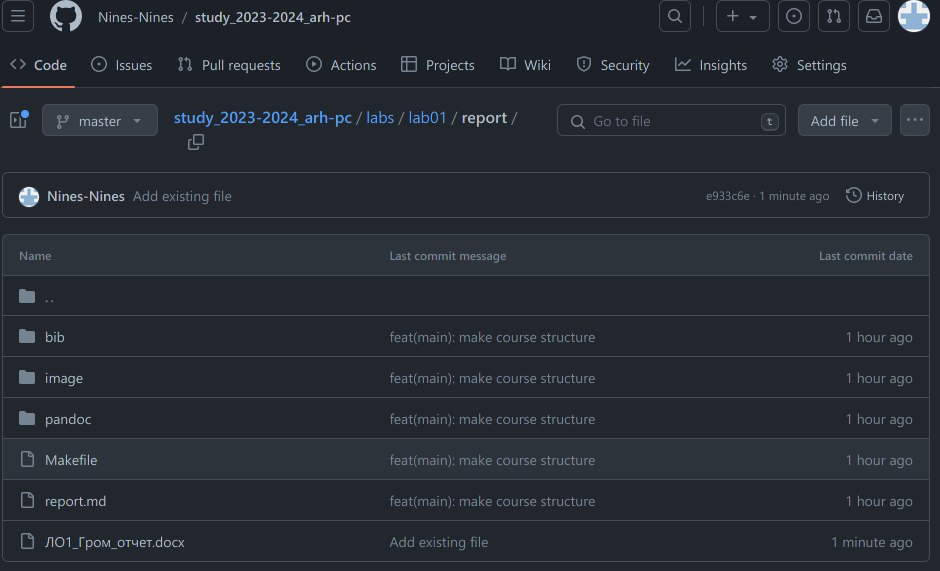 Nines-Nines / study_2023-2024_arh-pc
Code Issues Pull requests Actions Projects Wiki Security Insights Settings
master study_2023-2024_arh-pc / labs / lab01 / report / Go to file t Add file
Nines-Nines Add existing file e933c6e · 1 minute ago History
Name Last commit message Last commit date
..
bib feat(main): make course structure 1 hour ago
image feat(main): make course structure 1 hour ago
pandoc feat(main): make course structure 1 hour ago
Makefile feat(main): make course structure 1 hour ago
report.md feat(main): make course structure 1 hour ago
ЛО1_Гром_отчет.docx Add existing file 1 minute ago